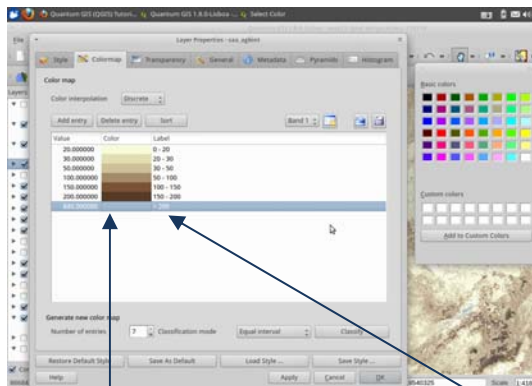 Quantum GIS (QGIS) Tutori...
Quantum GIS 1.8.0-Lisboa -...
Select Color
File
Style
Colormap
Transparency
General
Metadata
Pyramids
Histogram
Color map
Color interpolation
Discrete
Add entry
Delete entry
Sort
Band 1
Value
Color
Label
20.000000
0 - 20
30.000000
20 - 30
50.000000
30 - 50
100.000000
50 - 100
150.000000
100 - 150
200.000000
150 - 200
> 200
Generate new color map
Number of entries
7
Classification mode
Equal interval
Classify
Restore Default Style
Save As Default
Load Style ...
Save Style ...
Help
Apply
Cancel
OK
Layers
Basic colors
Custom colors
Add to Custom Colors
Scale